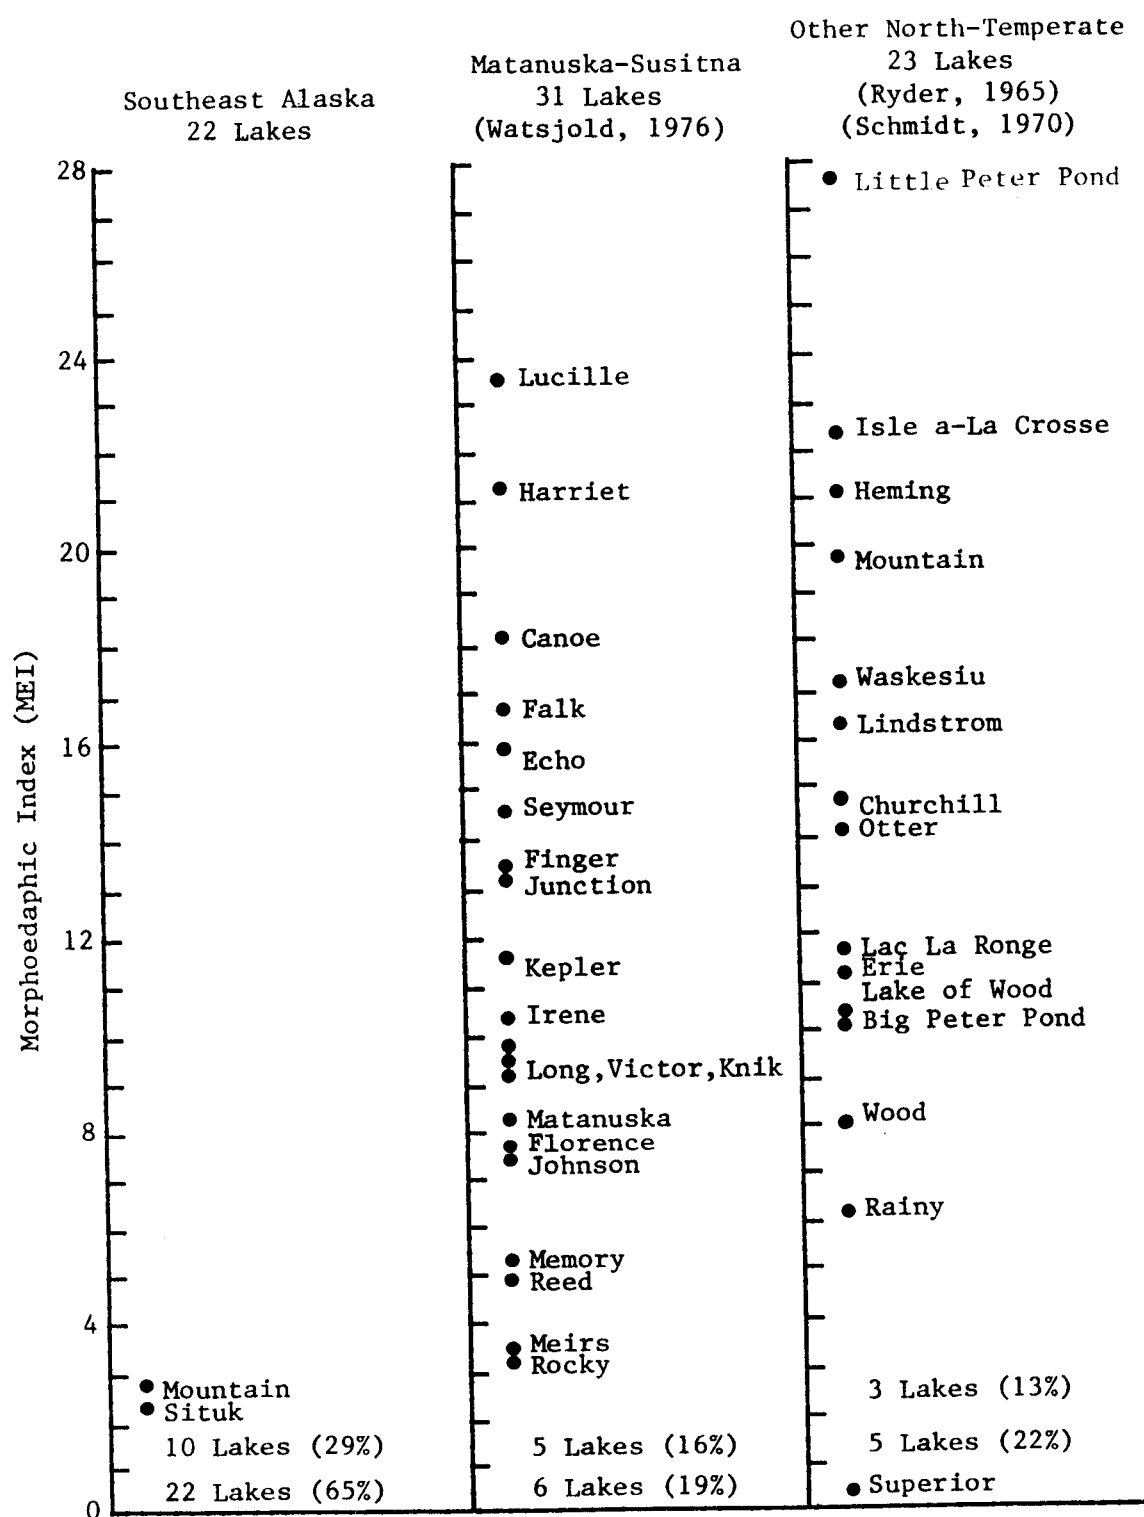 Southeast Alaska
22 Lakes
Matanuska-Susitna
31 Lakes
(Watsjold, 1976)
Other North-Temperate
23 Lakes
(Ryder, 1965)
(Schmidt, 1970)
Morphoedaphic Index (MEI)
28
24
20
16
12
8
4
0
Mountain
Situk
10 Lakes (29%)
22 Lakes (65%)
Lucille
Harriet
Canoe
Falk
Echo
Seymour
Finger
Junction
Kepler
Irene
Long,Victor,Knik
Matanuska
Florence
Johnson
Memory
Reed
Meirs
Rocky
5 Lakes (16%)
6 Lakes (19%)
Little Peter Pond
Isle a-La Crosse
Heming
Mountain
Waskesiu
Lindstrom
Churchill
Otter
Lac La Ronge
Erie
Lake of Wood
Big Peter Pond
Wood
Rainy
3 Lakes (13%)
5 Lakes (22%)
Superior